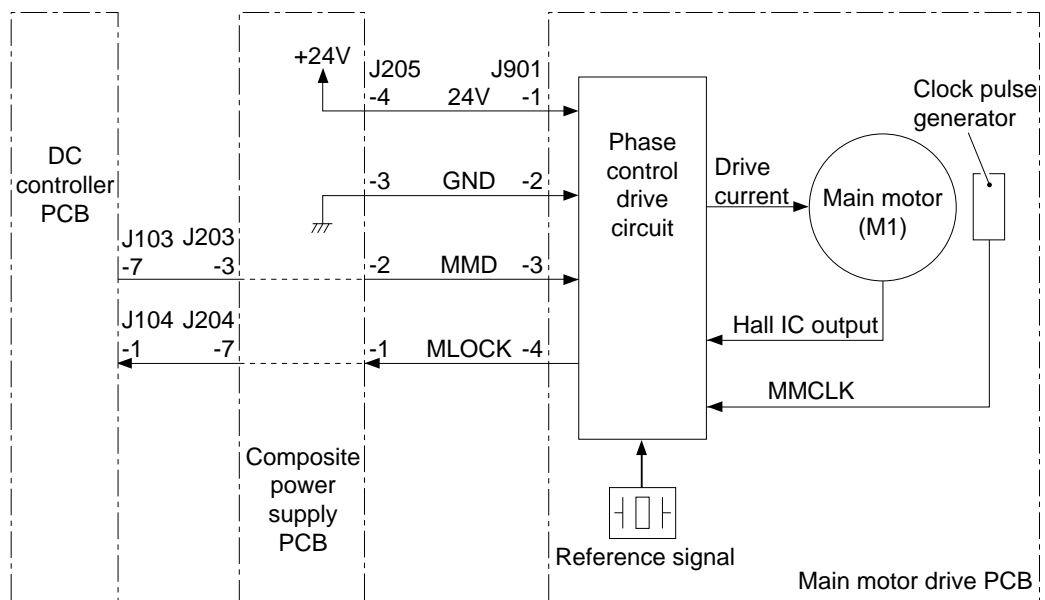 +24V
J205
J901
-4
24V
-1
Clock pulse
generator
DC
controller
PCB
Phase
control
drive
circuit
-3
GND
-2
Drive
current
Main motor
(M1)
J103
J203
-7
-3
-2
MMD
-3
J104
J204
-1
-7
-1
MLOCK
-4
Hall IC output
MMCLK
Composite
power
supply
PCB
Reference signal
Main motor drive PCB